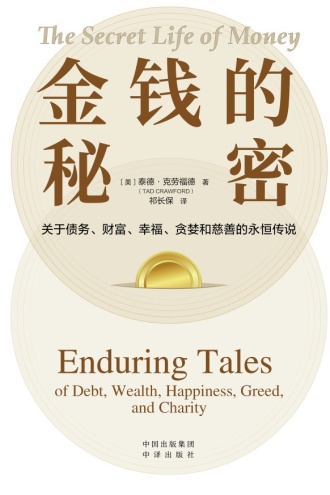 The Secret Life of Money
金钱的
秘密
[美] 泰德·克劳福德 著
(TAD CRAWFORD)
祁长保 译
关于债务、财富、幸福、贪婪和慈善的永恒传说
Enduring Tales
of Debt, Wealth, Happiness, Greed,
and Charity
中国出版集团
中译出版社